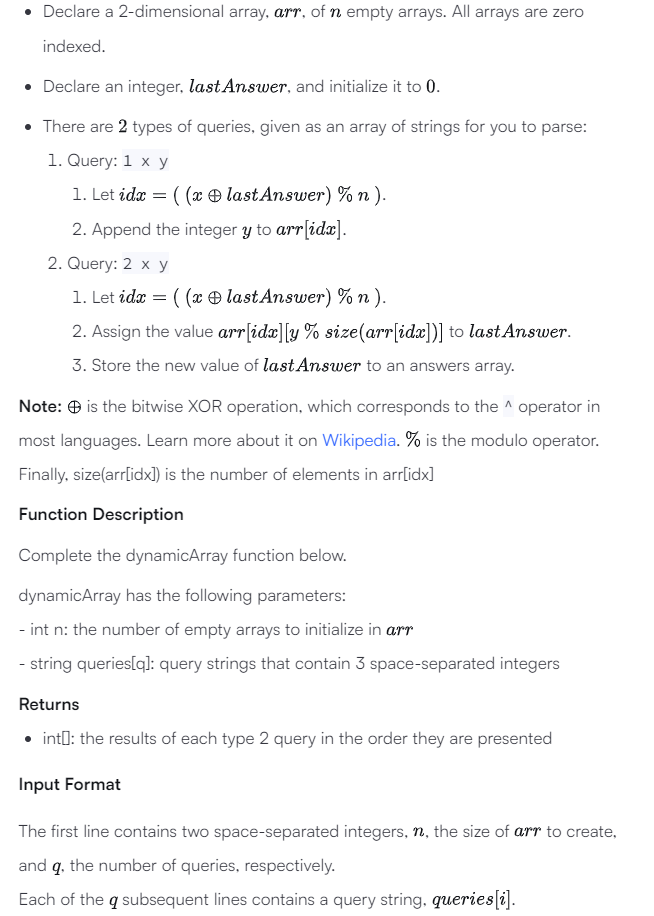 • Declare a 2-dimensional array, arr, of n empty arrays. All arrays are zero
indexed.
• Declare an integer, lastAnswer, and initialize it to 0.
• There are 2 types of queries, given as an array of strings for you to parse:
1. Query: 1 x y
1. Let idx = ( (x ⊕ lastAnswer) % n ).
2. Append the integer y to arr[idx].
2. Query: 2 x y
1. Let idx = ( (x ⊕ lastAnswer) % n ).
2. Assign the value arr[idx][y % size(arr[idx])] to lastAnswer.
3. Store the new value of lastAnswer to an answers array.
Note: ⊕ is the bitwise XOR operation, which corresponds to the ^ operator in
most languages. Learn more about it on Wikipedia. % is the modulo operator.
Finally, size(arr[idx]) is the number of elements in arr[idx]
Function Description
Complete the dynamicArray function below.
dynamicArray has the following parameters:
- int n: the number of empty arrays to initialize in arr
- string queries[q]: query strings that contain 3 space-separated integers
Returns
• int[]: the results of each type 2 query in the order they are presented
Input Format
The first line contains two space-separated integers, n, the size of arr to create,
and q, the number of queries, respectively.
Each of the q subsequent lines contains a query string, queries[i].